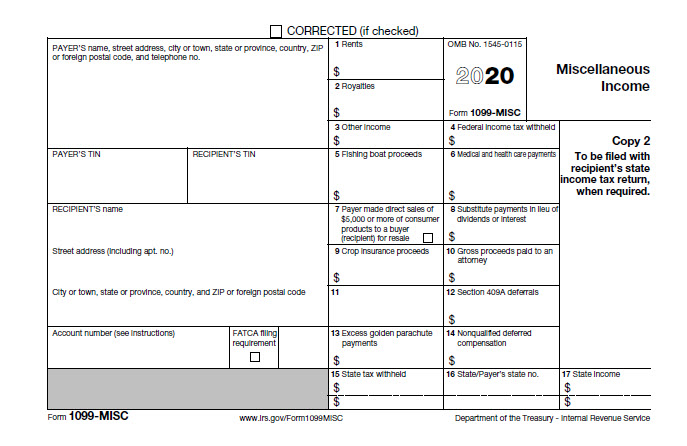 CORRECTED (if checked)
PAYER'S name, street address, city or town, state or province, country, ZIP
or foreign postal code, and telephone no.
1 Rents
$
2 Royalties
$
OMB No. 1545-0115
2020
Form 1099-MISC
Miscellaneous
Income
3 Other income
$
4 Federal income tax withheld
$
Copy 2
To be filed with
recipient's state
income tax return,
when required.
PAYER'S TIN
RECIPIENT'S TIN
5 Fishing boat proceeds
$
6 Medical and health care payments
$
RECIPIENT'S name
7 Payer made direct sales of
$5,000 or more of consumer
products to a buyer
(recipient) for resale
8 Substitute payments in lieu of
dividends or interest
$
Street address (including apt. no.)
9 Crop insurance proceeds
$
10 Gross proceeds paid to an
attorney
$
City or town, state or province, country, and ZIP or foreign postal code
11
12 Section 409A deferrals
$
Account number (see instructions)
FATCA filing
requirement
13 Excess golden parachute
payments
$
14 Nonqualified deferred
compensation
$
15 State tax withheld
$
$
16 State/Payer's state no.
17 State income
$
$
Form 1099-MISC
www.irs.gov/Form1099MISC
Department of the Treasury - Internal Revenue Service